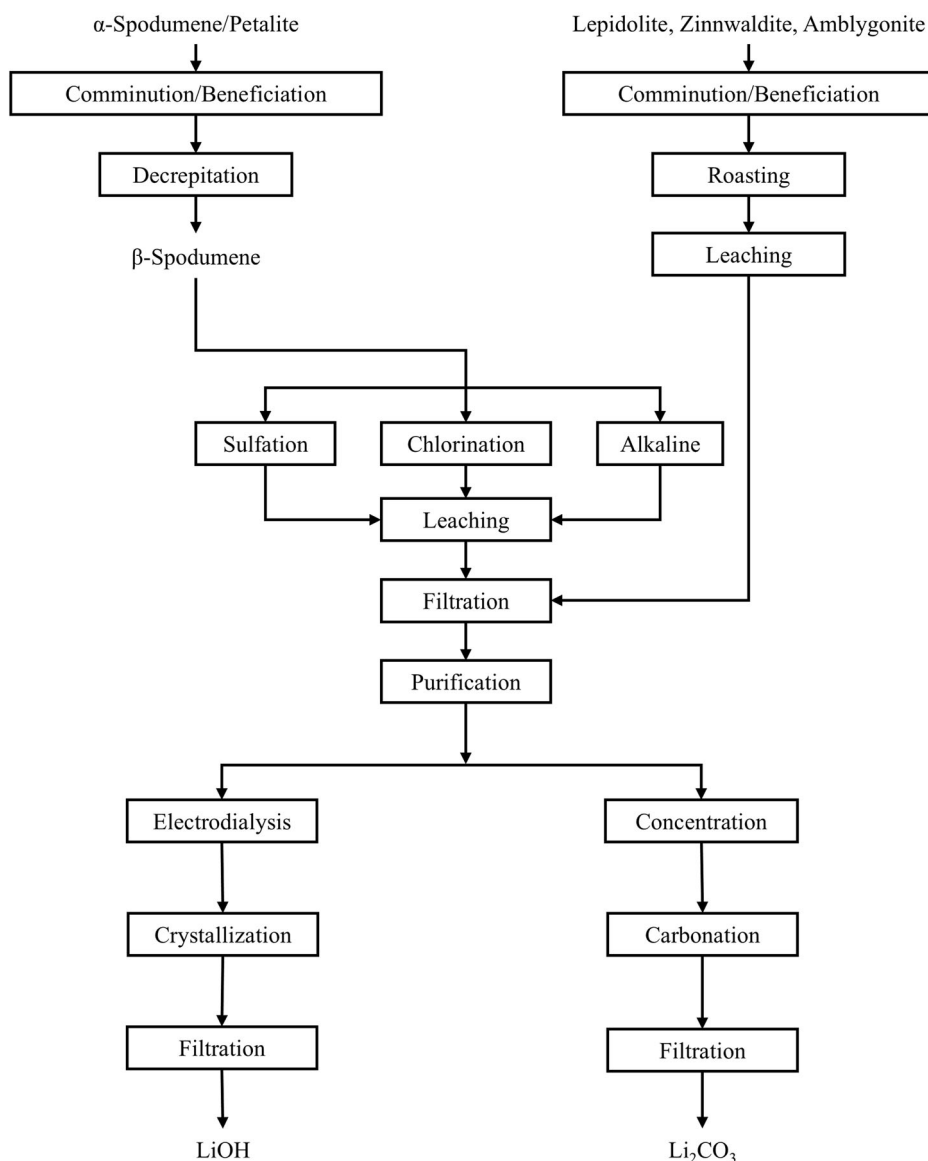 α-Spodumene/Petalite
Lepidolite, Zinnwaldite, Amblygonite
Comminution/Beneficiation
Comminution/Beneficiation
Decrepitation
Roasting
β-Spodumene
Leaching
Sulfation
Chlorination
Alkaline
Leaching
Filtration
Purification
Electrodialysis
Concentration
Crystallization
Carbonation
Filtration
Filtration
LiOH
Li₂CO₃